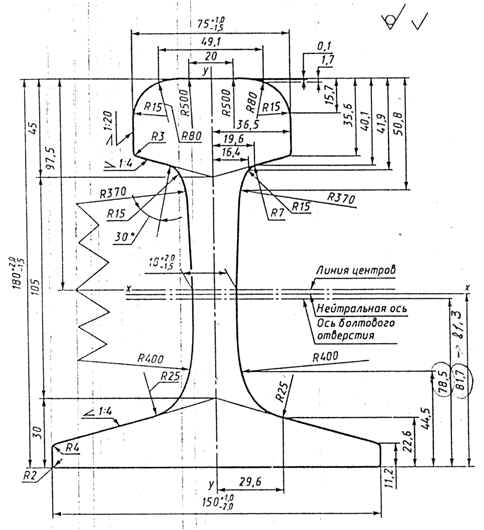 75+1,0 -1,5
49,1
20
y
0,1
1,7
R15
R80
R500
R500
R80
R15
36,5
19,6
16,4
15,7
35,6
40,1
41,9
50,8
1:20
R3
1:4
45
97,5
R370
R15
30°
R7
R15
R370
180+2,0 -1,5
105
+2,0 -1,5
Линия центров
x
x
x
Нейтральная ось
Ось болтового
отверстия
R400
R400
R25
R25
1:4
30
R4
R2
y
29,6
11,2
22,6
44,5
78,5
81,7 → 81,3
150+1,0 -2,0